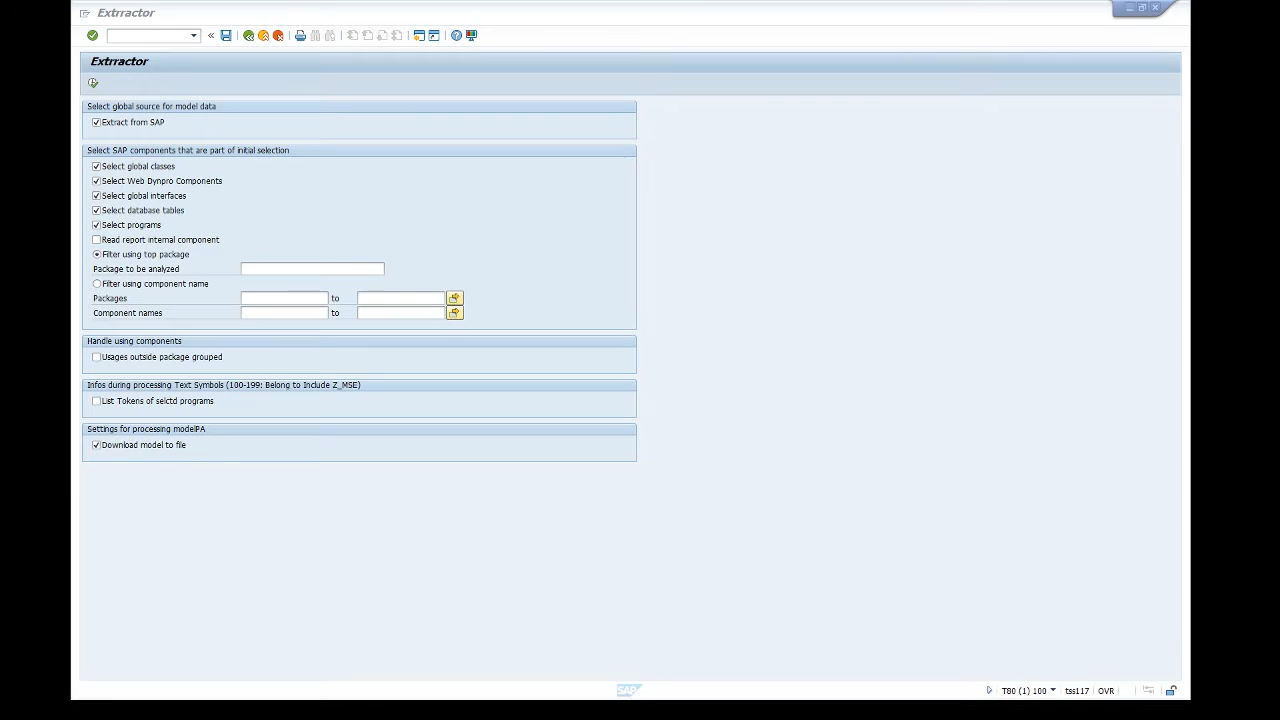 Extrractor
Extrractor
Select global source for model data
Extract from SAP
Select SAP components that are part of initial selection
Select global classes
Select Web Dynpro Components
Select global interfaces
Select database tables
Select programs
Read report internal component
Filter using top package
Package to be analyzed
Filter using component name
Packages to
Component names to
Handle using components
Usages outside package grouped
Infos during processing Text Symbols (100-199: Belong to Include Z_MSE)
List Tokens of selctd programs
Settings for processing modelPA
Download model to file
SAP
T80 (1) 100 tss117 OVR